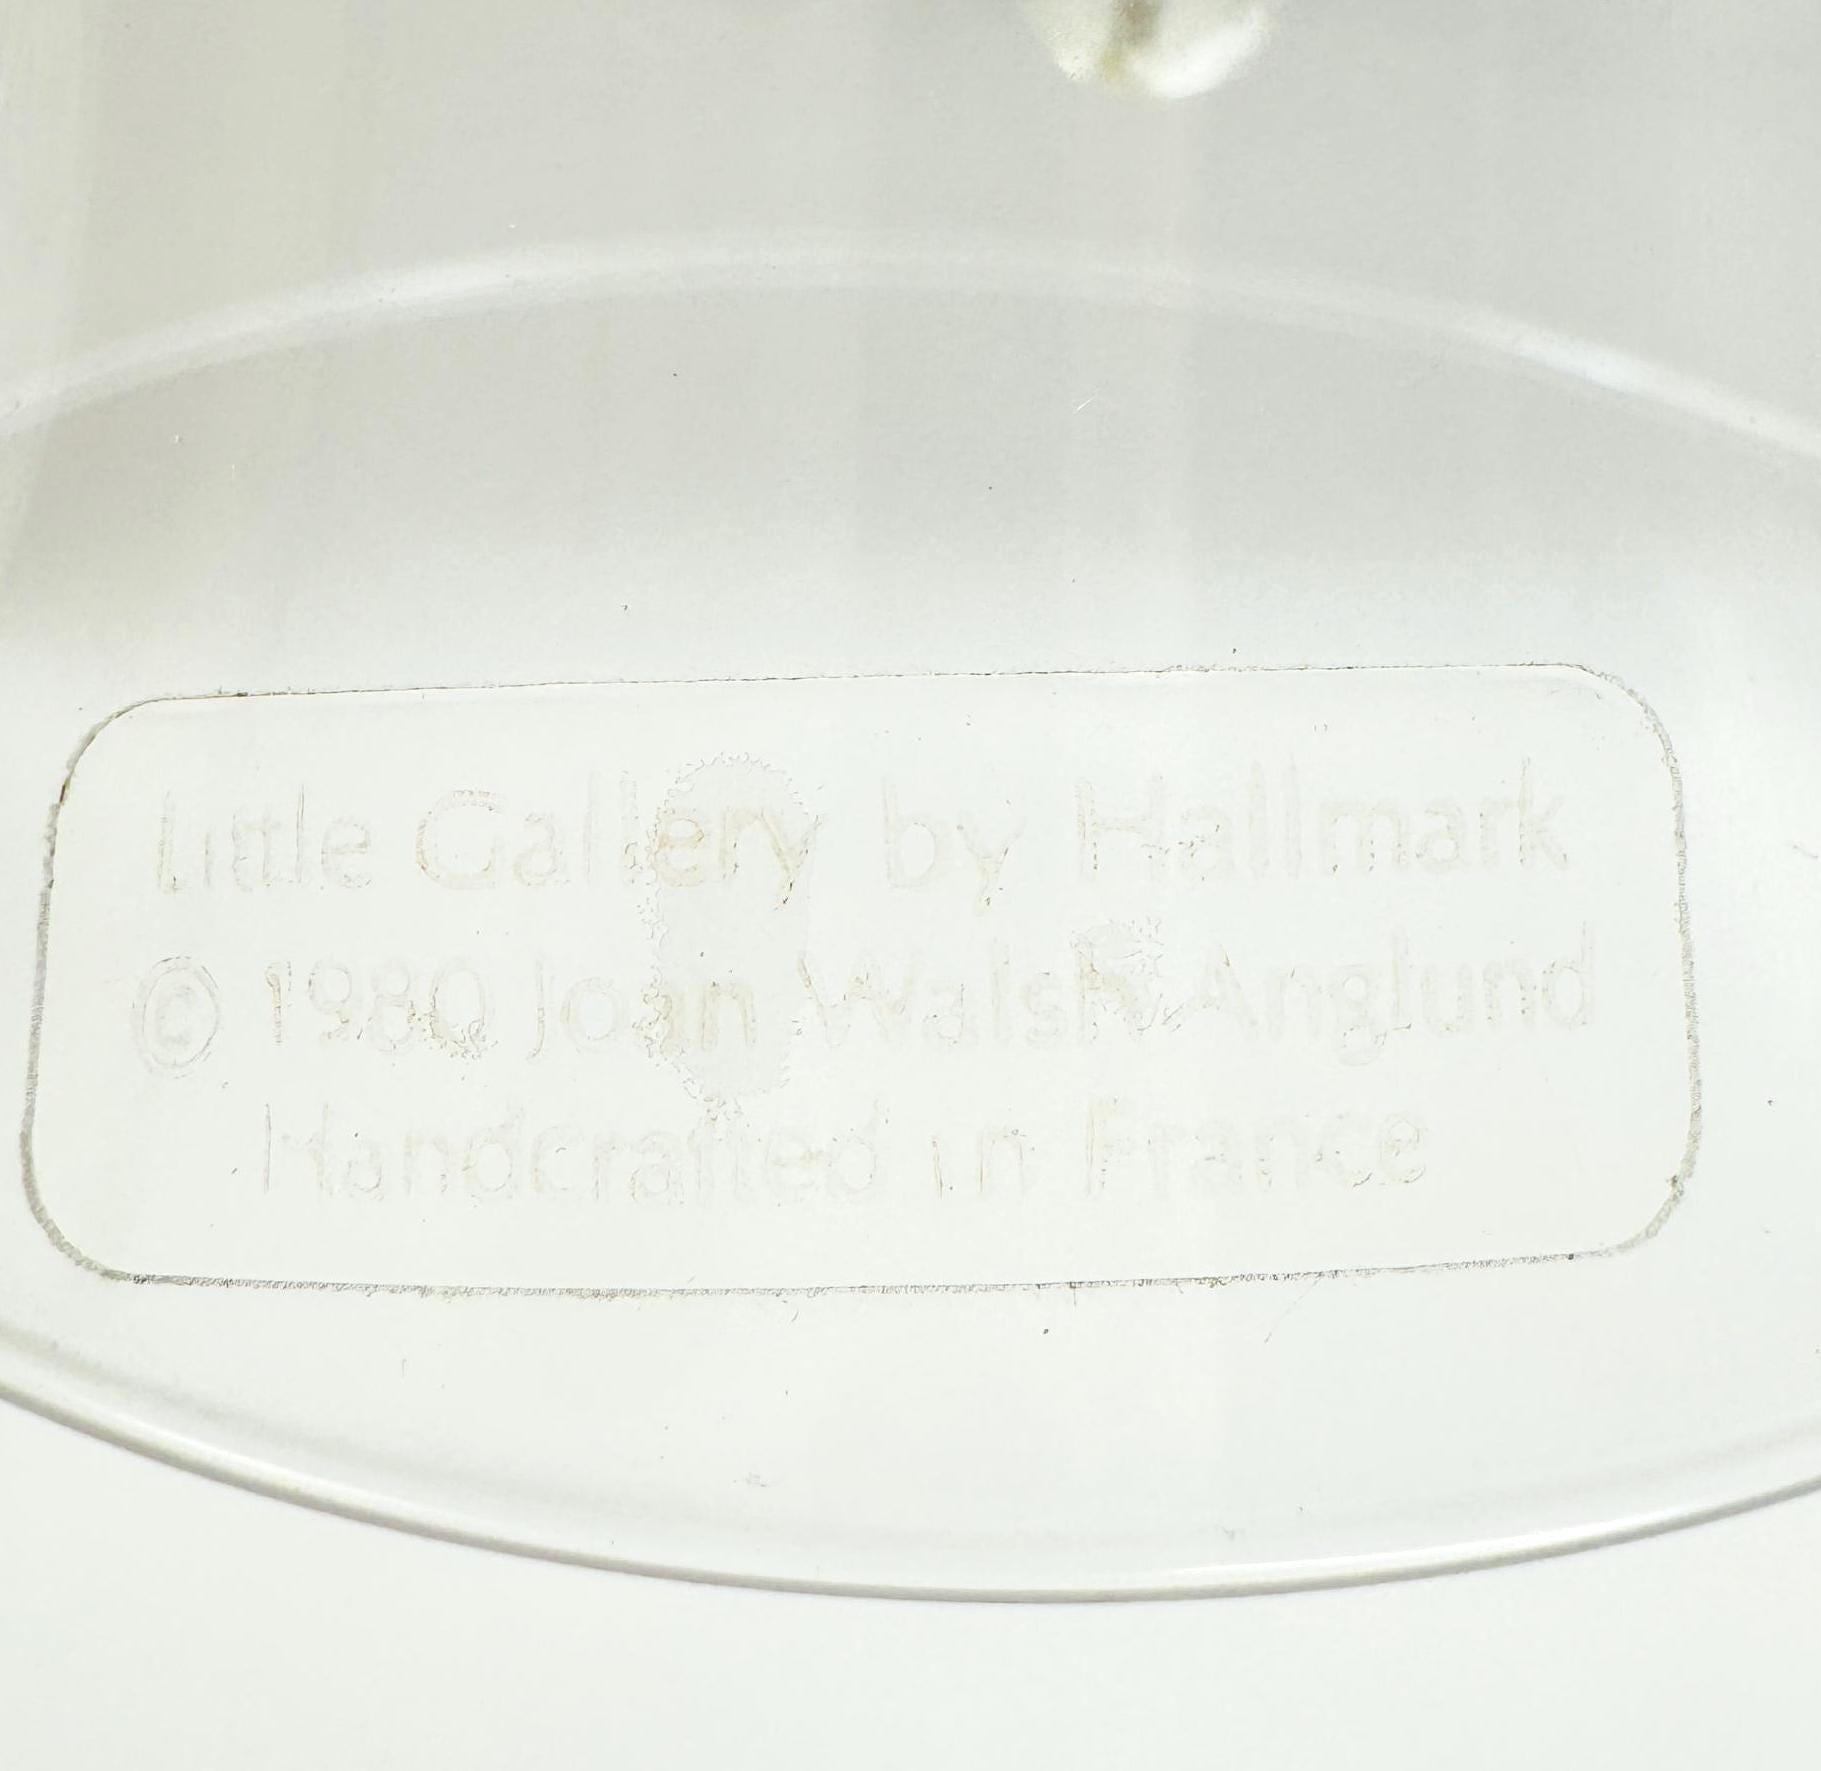 Little Gallery by Hallmark
© 1980 Joan Walsh Anglund
Handcrafted in France